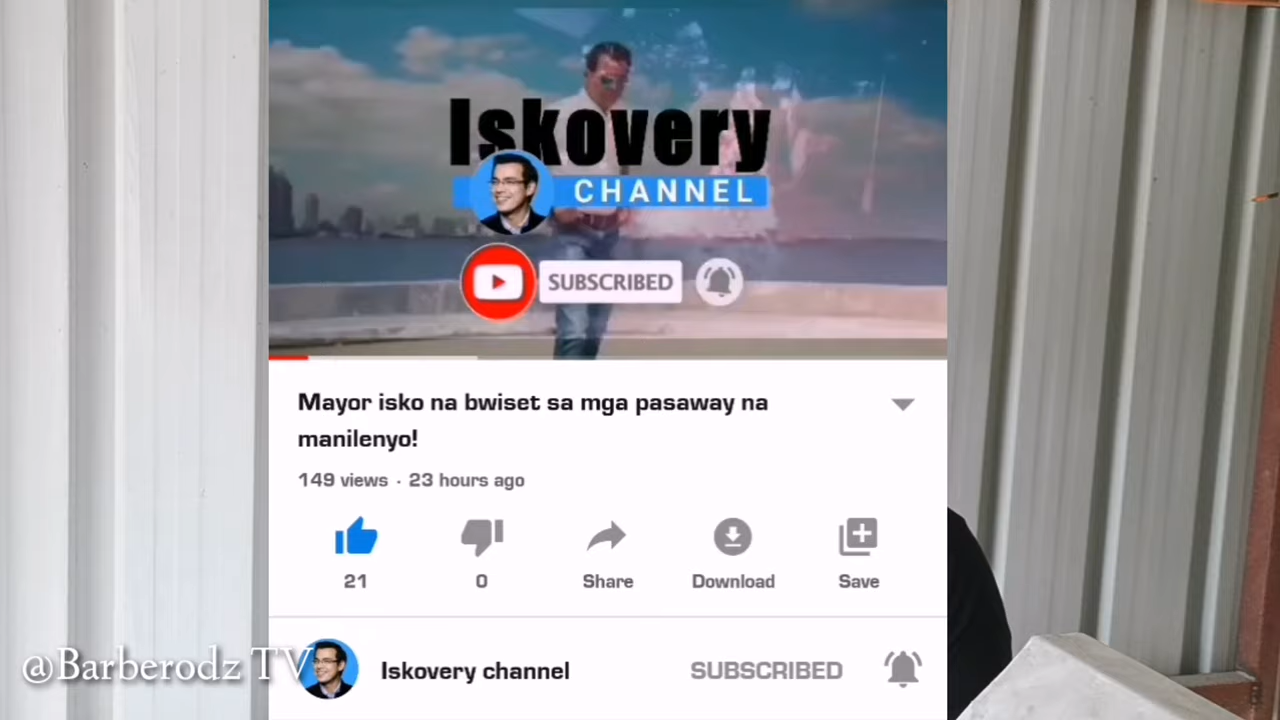 Iskovery
CHANNEL
SUBSCRIBED
Mayor isko na bwiset sa mga pasaway na
manilenyo!
149 views · 23 hours ago
21
0
Share
Download
Save
@Barberodz TV
Iskovery channel
SUBSCRIBED